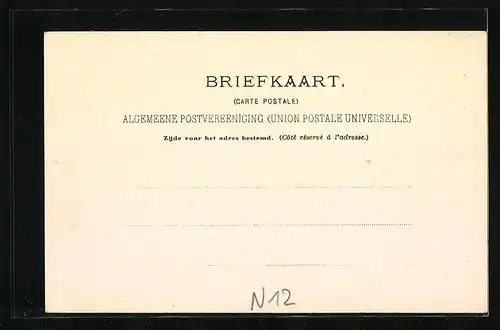 BRIEFKAART.
(CARTE POSTALE)
ALGEMEENE POSTVEREENIGING (UNION POSTALE UNIVERSELLE)
Zijde voor het adres bestemd. (Côté réservé à l'adresse.)
N12